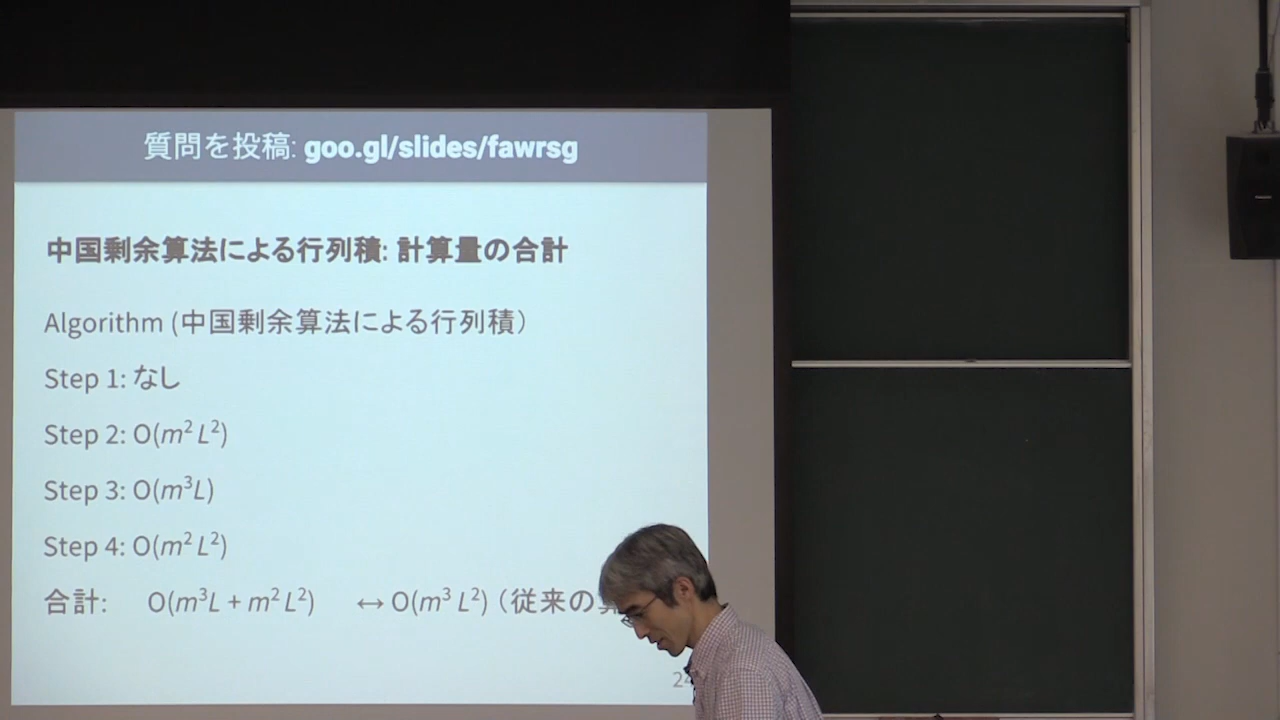 質問を投稿: goo.gl/slides/fawrsg
中国剰余算法による行列積: 計算量の合計
Algorithm (中国剰余算法による行列積）
Step 1: なし
Step 2: O(m² L²)
Step 3: O(m³L)
Step 4: O(m² L²)
合計: O(m³L + m² L²) ↔ O(m³ L²) （従来の